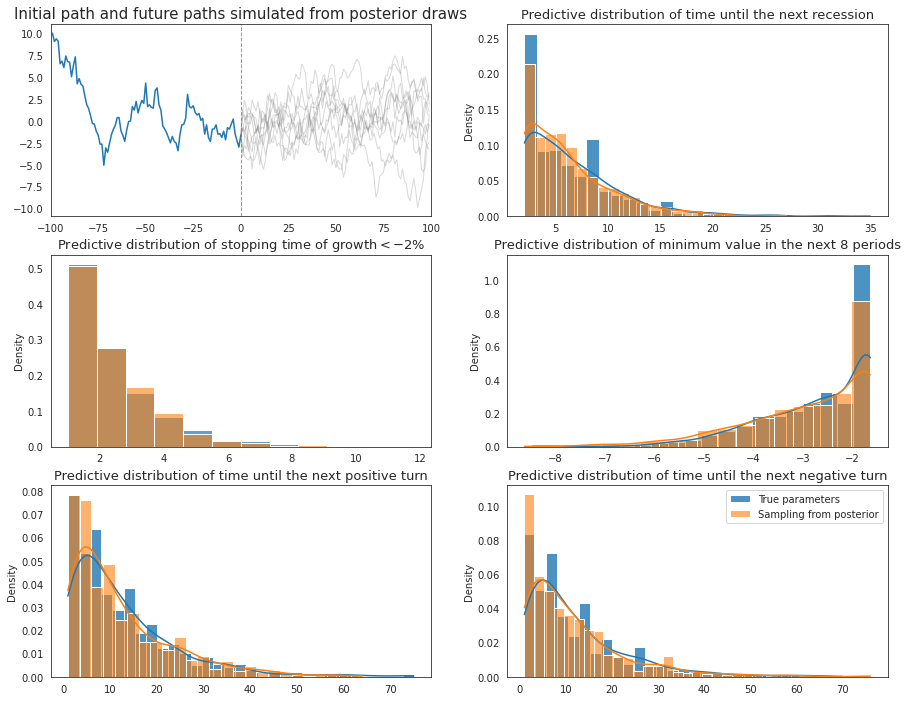 Initial path and future paths simulated from posterior draws
10.0
7.5
5.0
2.5
0.0
−2.5
−5.0
−7.5
−10.0
−100 −75 −50 −25 0 25 50 75 100
Predictive distribution of time until the next recession
Density
0.25
0.20
0.15
0.10
0.05
0.00
5 10 15 20 25 30 35
Predictive distribution of stopping time of growth < −2%
Density
0.5
0.4
0.3
0.2
0.1
0.0
2 4 6 8 10 12
Predictive distribution of minimum value in the next 8 periods
Density
1.0
0.8
0.6
0.4
0.2
0.0
−8 −7 −6 −5 −4 −3 −2
Predictive distribution of time until the next positive turn
Density
0.08
0.07
0.06
0.05
0.04
0.03
0.02
0.01
0.00
0 10 20 30 40 50 60 70
Predictive distribution of time until the next negative turn
True parameters
Sampling from posterior
Density
0.10
0.08
0.06
0.04
0.02
0.00
0 10 20 30 40 50 60 70